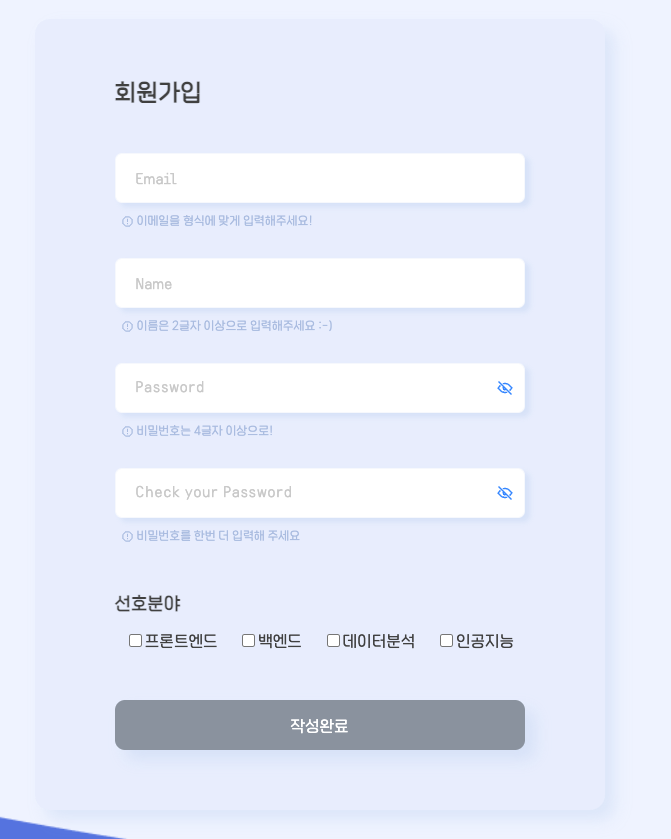 회원가입
Email
이메일을 형식에 맞게 입력해주세요!
Name
이름은 2글자 이상으로 입력해주세요 :-)
Password
비밀번호는 4글자 이상으로!
Check your Password
비밀번호를 한번 더 입력해 주세요
선호분야
프론트엔드 백엔드 데이터분석 인공지능
작성완료